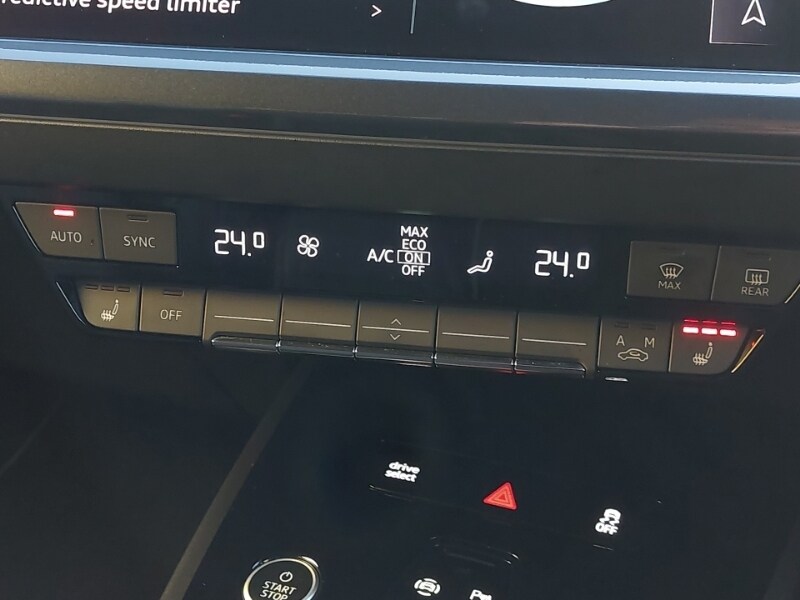 redictive speed limiter
AUTO
SYNC
24.0
A/C
MAX
ECO
ON
OFF
24.0
MAX
REAR
OFF
A M
drive
select
OFF
START
STOP